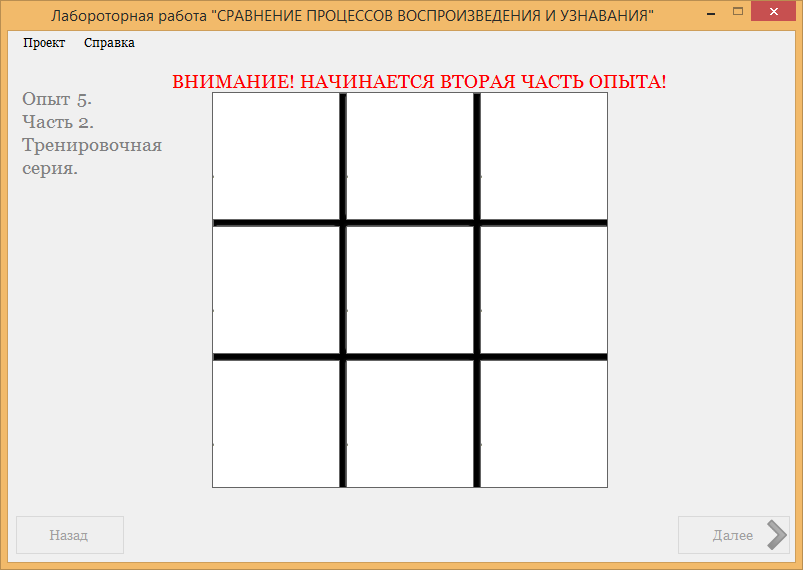 Лабороторная работа "СРАВНЕНИЕ ПРОЦЕССОВ ВОСПРОИЗВЕДЕНИЯ И УЗНАВАНИЯ"
Проект Справка
ВНИМАНИЕ! НАЧИНАЕТСЯ ВТОРАЯ ЧАСТЬ ОПЫТА!
Опыт 5.
Часть 2.
Тренировочная
серия.
Назад
Далее